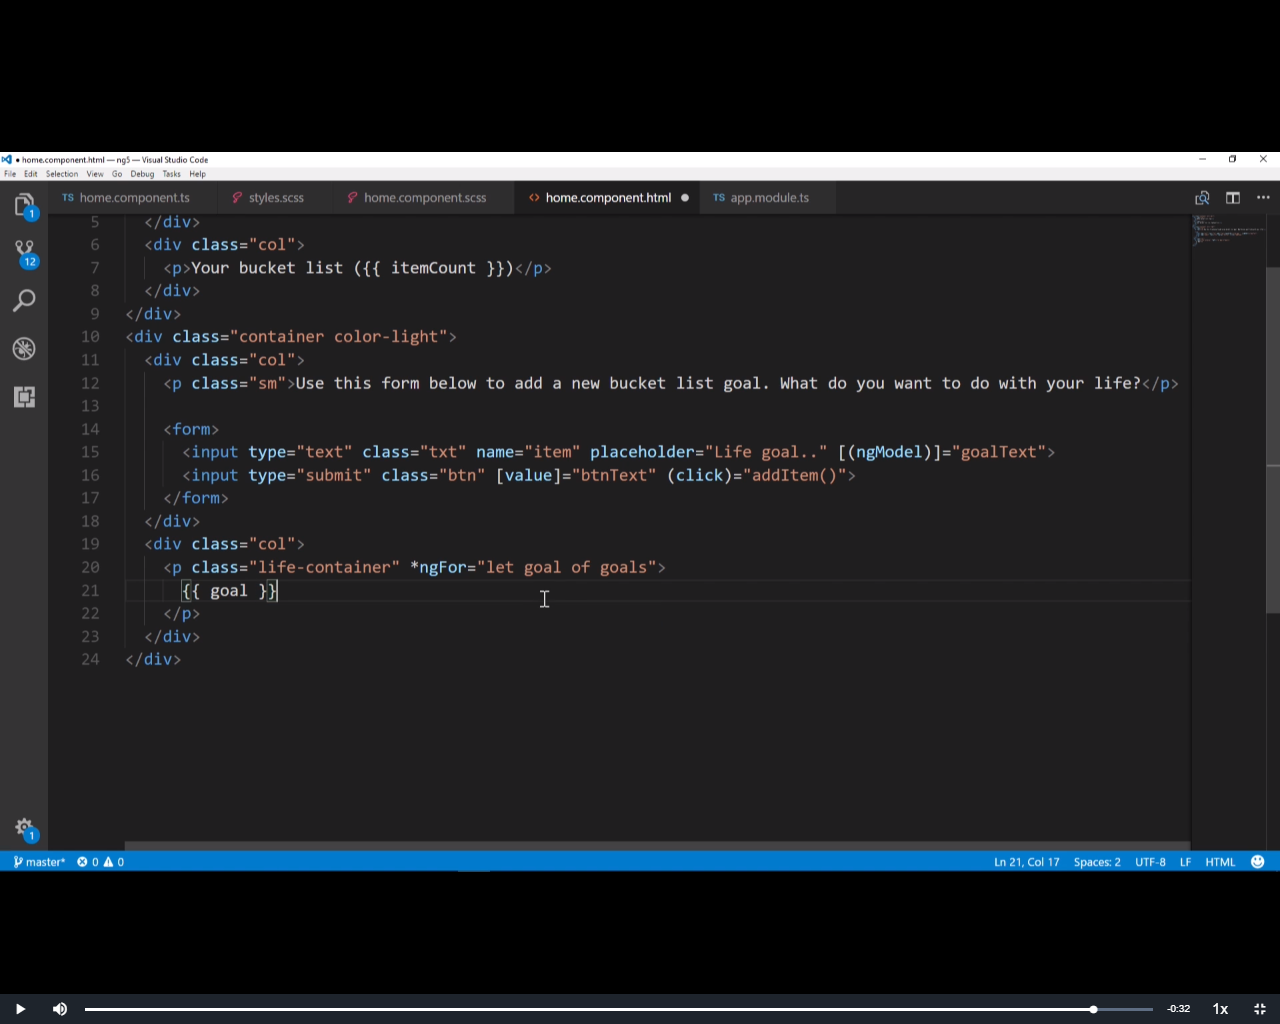 ● home.component.html — ng5 — Visual Studio Code
File Edit Selection View Go Debug Tasks Help
TS home.component.ts styles.scss home.component.scss <> home.component.html ● TS app.module.ts
1
12
1
5 </div>
6 <div class="col">
7 <p>Your bucket list ({{ itemCount }})</p>
8 </div>
9 </div>
10 <div class="container color-light">
11 <div class="col">
12 <p class="sm">Use this form below to add a new bucket list goal. What do you want to do with your life?</p>
13
14 <form>
15 <input type="text" class="txt" name="item" placeholder="Life goal.." [(ngModel)]="goalText">
16 <input type="submit" class="btn" [value]="btnText" (click)="addItem()">
17 </form>
18 </div>
19 <div class="col">
20 <p class="life-container" *ngFor="let goal of goals">
21 {{ goal }}
22 </p>
23 </div>
24 </div>
master* 0 0 Ln 21, Col 17 Spaces: 2 UTF-8 LF HTML
-0:32 1x